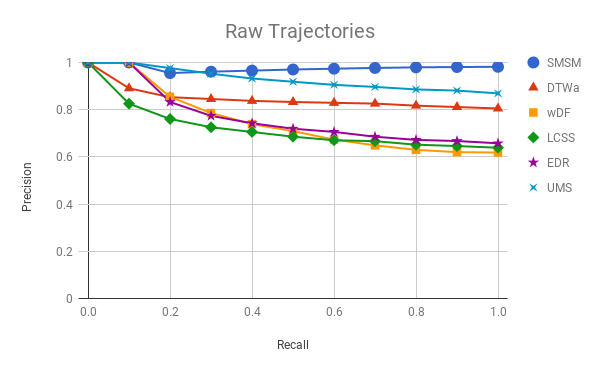 Raw Trajectories
1
0.8
0.6
0.4
0.2
0
Precision
0.0
0.2
0.4
0.6
0.8
1.0
Recall
SMSM
DTWa
wDF
LCSS
EDR
UMS